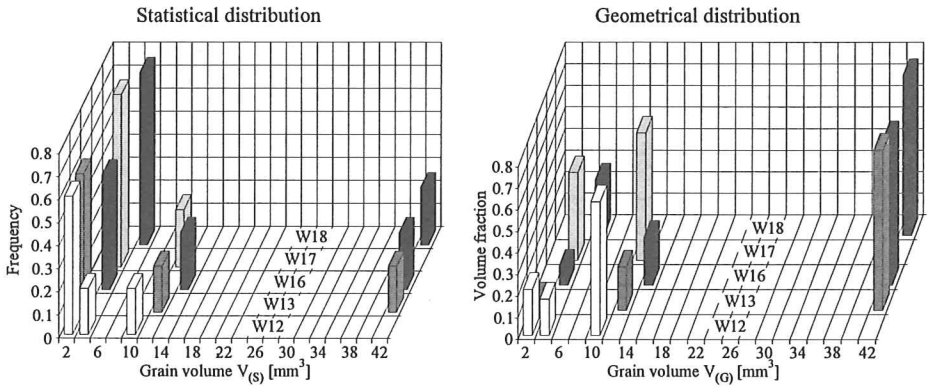 Statistical distribution
Frequency
0.8
0.7
0.6
0.5
0.4
0.3
0.2
0.1
0
W18
W17
W16
W13
W12
2 6 10 14 18 22 26 30 34 38 42
Grain volume V(S) [mm³]
Geometrical distribution
Volume fraction
0.8
0.7
0.6
0.5
0.4
0.3
0.2
0.1
0
W18
W17
W16
W13
W12
2 6 10 14 18 22 26 30 34 38 42
Grain volume V(G) [mm³]